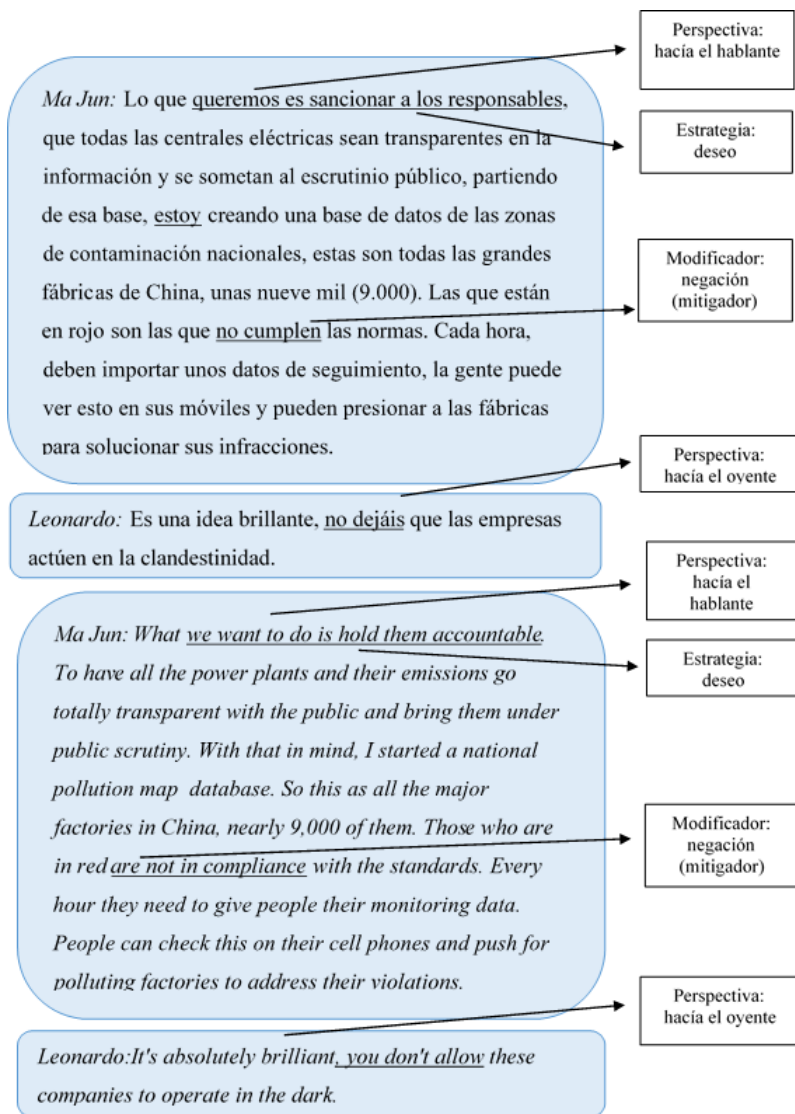 Perspectiva:
hacía el hablante
Ma Jun: Lo que queremos es sancionar a los responsables,
que todas las centrales eléctricas sean transparentes en la
información y se sometan al escrutinio público, partiendo
de esa base, estoy creando una base de datos de las zonas
de contaminación nacionales, estas son todas las grandes
fábricas de China, unas nueve mil (9.000). Las que están
en rojo son las que no cumplen las normas. Cada hora,
deben importar unos datos de seguimiento, la gente puede
ver esto en sus móviles y pueden presionar a las fábricas
para solucionar sus infracciones.
Estrategia:
deseo
Modificador:
negación
(mitigador)
Perspectiva:
hacía el oyente
Leonardo: Es una idea brillante, no dejáis que las empresas
actúen en la clandestinidad.
Perspectiva:
hacía el
hablante
Ma Jun: What we want to do is hold them accountable.
To have all the power plants and their emissions go
totally transparent with the public and bring them under
public scrutiny. With that in mind, I started a national
pollution map database. So this as all the major
factories in China, nearly 9,000 of them. Those who are
in red are not in compliance with the standards. Every
hour they need to give people their monitoring data.
People can check this on their cell phones and push for
polluting factories to address their violations.
Estrategia:
deseo
Modificador:
negación
(mitigador)
Perspectiva:
hacía el oyente
Leonardo:It's absolutely brilliant, you don't allow these
companies to operate in the dark.